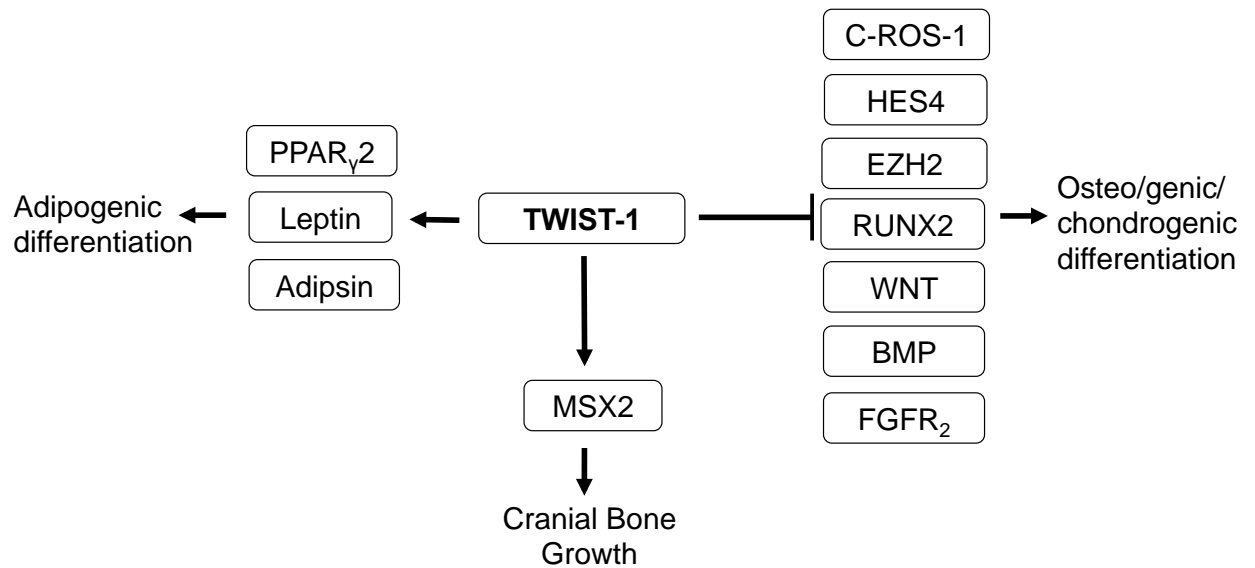 C-ROS-1
HES4
EZH2
RUNX2
WNT
BMP
FGFR₂
PPARᵧ2
Leptin
Adipsin
Adipogenic
differentiation
TWIST-1
Osteo/genic/
chondrogenic
differentiation
MSX2
Cranial Bone
Growth